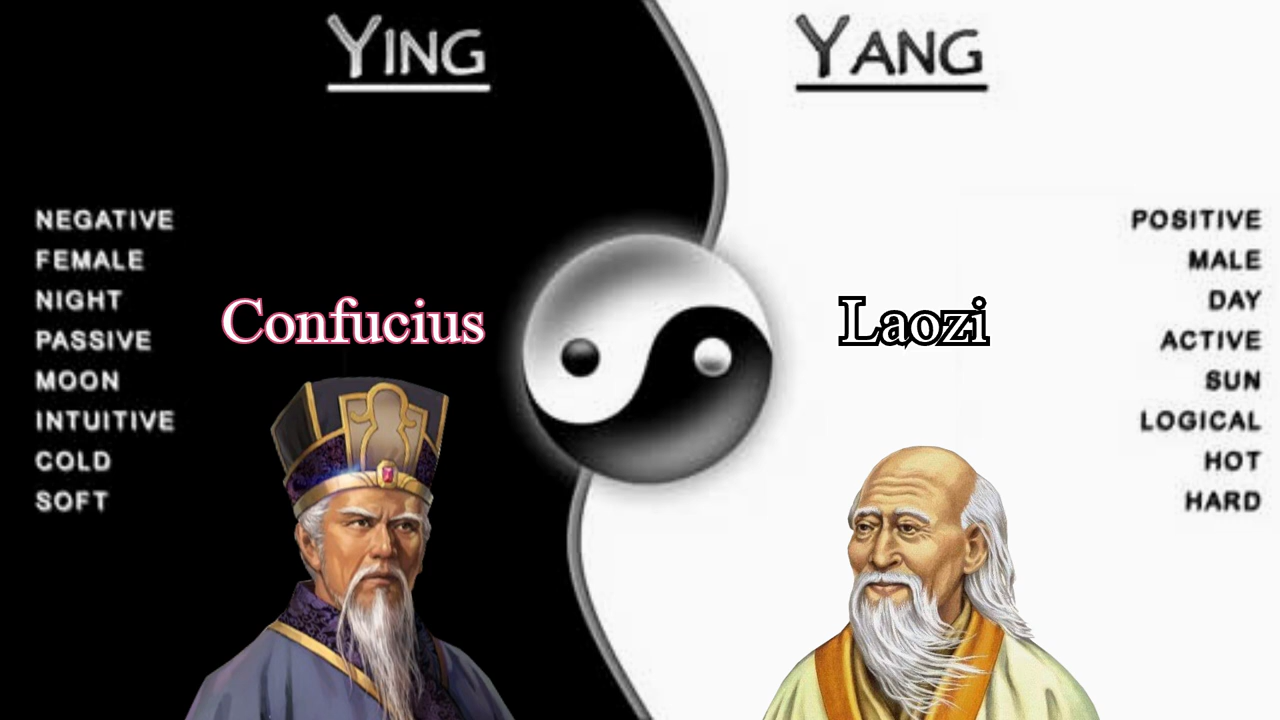 YING
YANG
NEGATIVE
FEMALE
NIGHT
PASSIVE
MOON
INTUITIVE
COLD
SOFT
Confucius
Laozi
POSITIVE
MALE
DAY
ACTIVE
SUN
LOGICAL
HOT
HARD